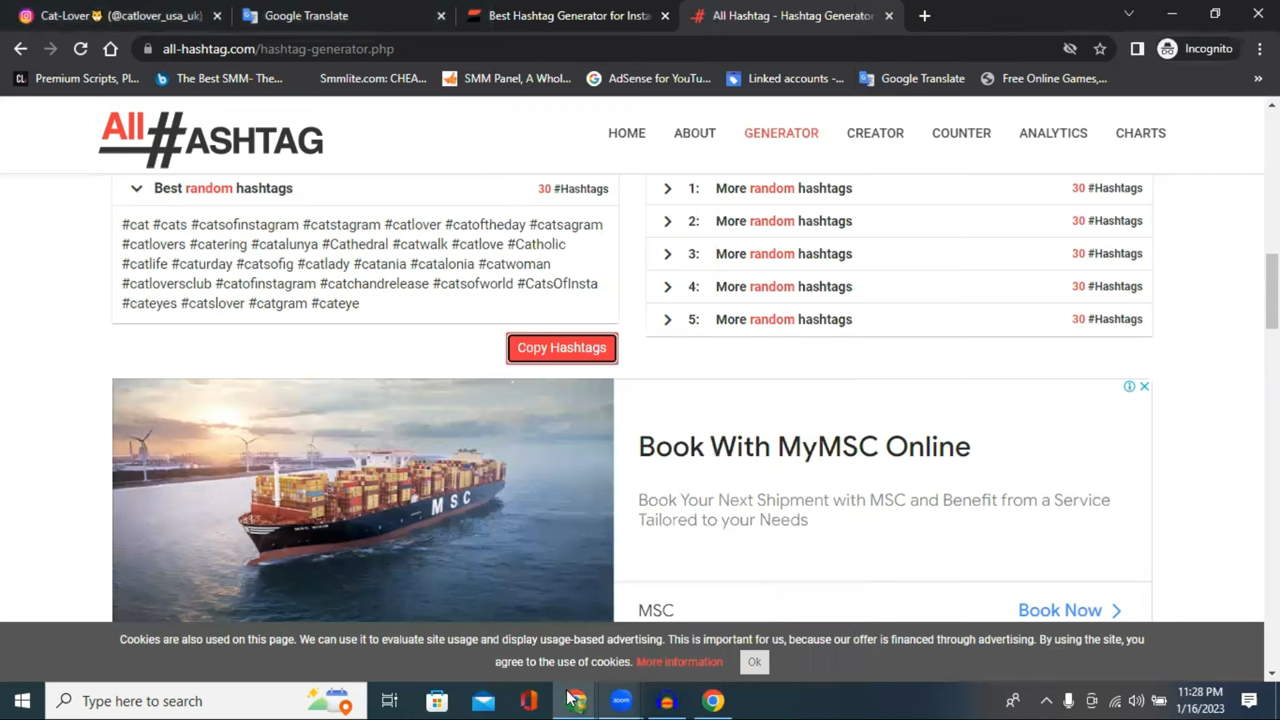 Cat-Lover (@catlover_usa_uk)
Google Translate
Best Hashtag Generator for Insta
All Hashtag - Hashtag Generator
all-hashtag.com/hashtag-generator.php
Incognito
Premium Scripts, Pl...
The Best SMM- The...
Smmlite.com: CHEA...
SMM Panel, A Whol...
AdSense for YouTu...
Linked accounts -...
Google Translate
Free Online Games,...
All #ASHTAG
HOME
ABOUT
GENERATOR
CREATOR
COUNTER
ANALYTICS
CHARTS
Best random hashtags 30 #Hashtags
#cat #cats #catsofinstagram #catstagram #catlover #catoftheday #catsagram
#catlovers #catering #catalunya #Cathedral #catwalk #catlove #Catholic
#catlife #caturday #catsofig #catlady #catania #catalonia #catwoman
#catloversclub #catofinstagram #catchandrelease #catsofworld #CatsOfInsta
#cateyes #catslover #catgram #cateye
Copy Hashtags
1: More random hashtags 30 #Hashtags
2: More random hashtags 30 #Hashtags
3: More random hashtags 30 #Hashtags
4: More random hashtags 30 #Hashtags
5: More random hashtags 30 #Hashtags
MSC
Book With MyMSC Online
Book Your Next Shipment with MSC and Benefit from a Service
Tailored to your Needs
MSC
Book Now
Cookies are also used on this page. We can use it to evaluate site usage and display usage-based advertising. This is important for us, because our offer is financed through advertising. By using the site, you
agree to the use of cookies. More information Ok
Type here to search
zoom
11:28 PM
1/16/2023